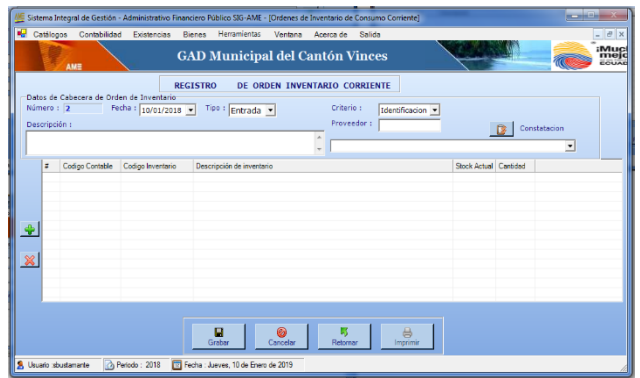 Sistema Integral de Gestión - Administrativo Financiero Público SIG-AME - [Ordenes de Inventario de Consumo Corriente]
Catálogos Contabilidad Existencias Bienes Herramientas Ventana Acerca de Salida
AME GAD Municipal del Cantón Vinces
ECUAD
REGISTRO DE ORDEN INVENTARIO CORRIENTE
Datos de Cabecera de Orden de Inventario
Número : 2 Fecha : 10/01/2018 Tipo : Entrada Criterio : Identificacion
Proveedor :
Descripción : Constatacion
# Codigo Contable Codigo Inventario Descripción de inventario Stock Actual Cantidad
Grabar Cancelar Retornar Imprimir
Usuario :sbustamante Periodo : 2018 Fecha : Jueves, 10 de Enero de 2019